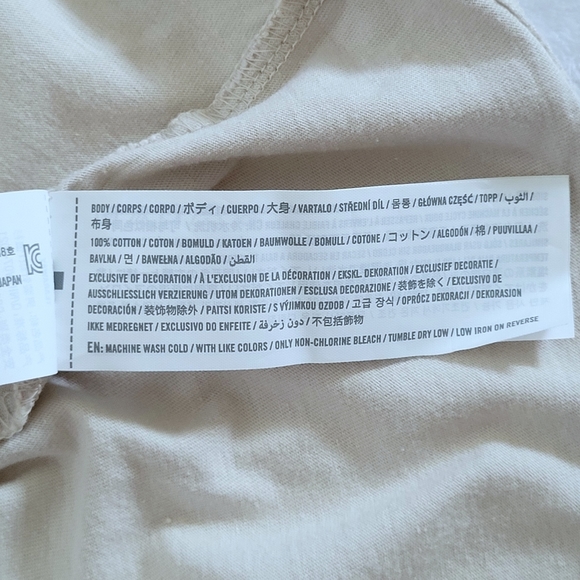 8호
JAPAN
BODY / CORPS / CORPO / ボディ / CUERPO / 大身 / VARTALO / STŘEDNÍ DÍL / 몸통 / GŁÓWNA CZĘŚĆ / TOPP / الثوب /
布身
100% COTTON / COTON / BOMULD / KATOEN / BAUMWOLLE / BOMULL / COTONE / コットン / ALGODÓN / 棉 / PUUVILLAA /
BAVLNA / 면 / BAWEŁNA / ALGODÃO / القطن
EXCLUSIVE OF DECORATION / À L'EXCLUSION DE LA DÉCORATION / EKSKL. DEKORATION / EXCLUSIEF DECORATIE /
AUSSCHLIESSLICH VERZIERUNG / UTOM DEKORATIONEN / ESCLUSA DECORAZIONE / 装飾を除く / EXCLUSIVO DE
DECORACIÓN / 装饰物除外 / PAITSI KORISTE / S VÝJIMKOU OZDOB / 고급 장식 / OPRÓCZ DEKORACJI / DEKORASJON
IKKE MEDREGNET / EXCLUSIVO DO ENFEITE / دون زخرفة / 不包括飾物
EN: MACHINE WASH COLD / WITH LIKE COLORS / ONLY NON-CHLORINE BLEACH / TUMBLE DRY LOW / LOW IRON ON REVERSE